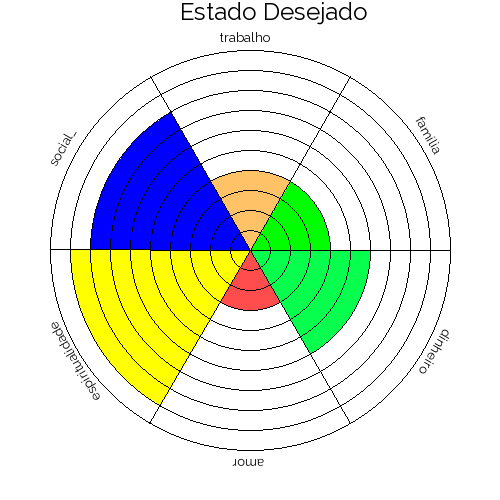 Estado Desejado
trabalho
família
social_
dinheiro
espiritualidade
amor